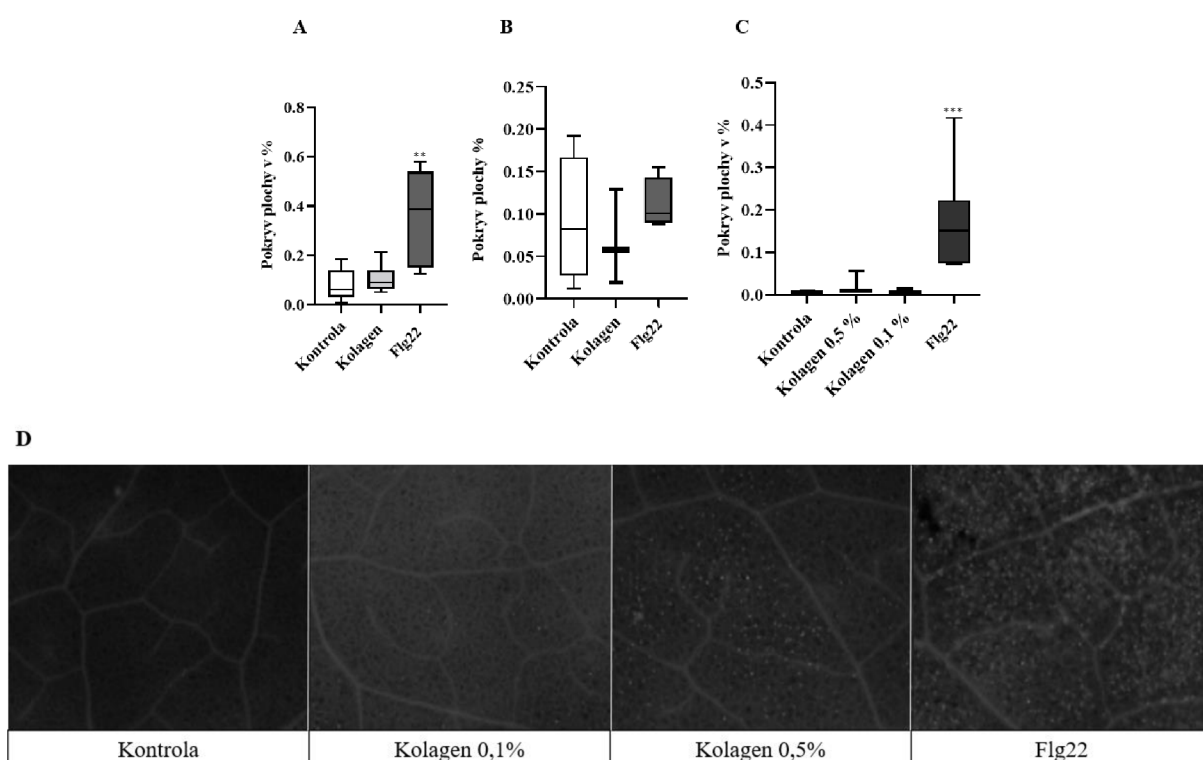 A
Pokryv plochy v %
0.8
0.6
0.4
0.2
0.0
**
Kontrola
Kolagen
Flg22
B
Pokryv plochy %
0.25
0.20
0.15
0.10
0.05
0.00
Kontrola
Kolagen
Flg22
C
Pokryv plochy v %
0.5
0.4
0.3
0.2
0.1
0.0
***
Kontrola
Kolagen 0,5 %
Kolagen 0,1 %
Flg22
D
Kontrola
Kolagen 0,1%
Kolagen 0,5%
Flg22